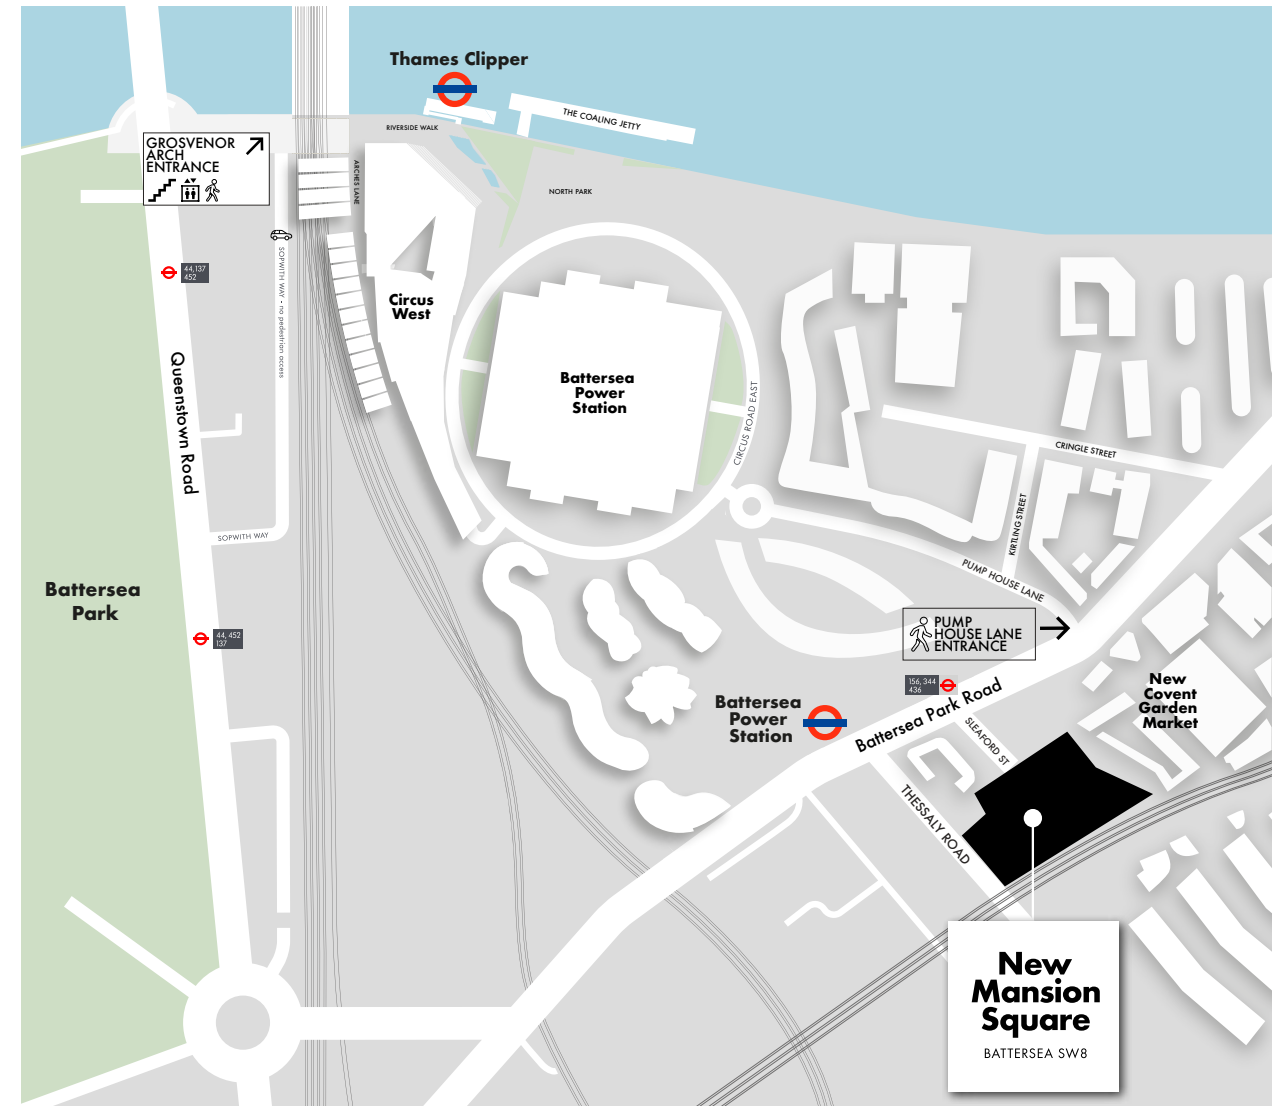 Thames Clipper
THE COALING JETTY
RIVERSIDE WALK
GROSVENOR
ARCH
ENTRANCE
ARCHES LANE
NORTH PARK
44,137
452
SOPWITH WAY - no pedestrian access
Circus
West
Queenstown Road
Battersea
Power
Station
CIRCUS ROAD EAST
CRINGLE STREET
KIRTLING STREET
SOPWITH WAY
PUMP HOUSE LANE
Battersea
Park
44, 452
137
PUMP
HOUSE LANE
ENTRANCE
156, 344
436
New
Covent
Garden
Market
Battersea
Power
Station
Battersea Park Road
SLEAFORD ST
THESSALY ROAD
New
Mansion
Square
BATTERSEA SW8